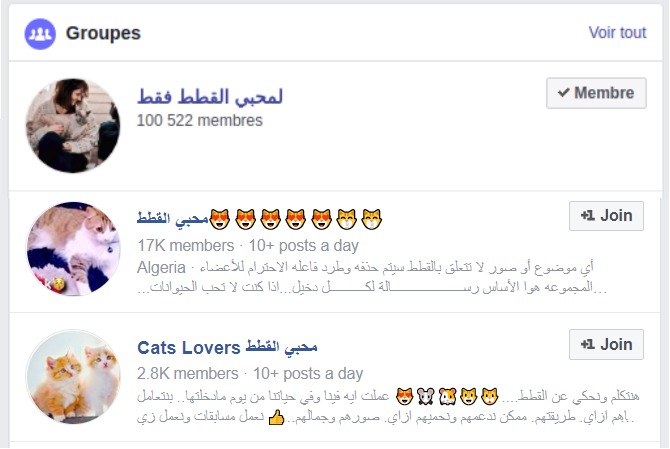 Groupes
Voir tout
لمحبي القطط فقط
Membre
100 522 membres
محبي القطط😻😻😻😻😻😸😸
+1 Join
17K members · 10+ posts a day
Algeria · أي موضوع أو صور لا تتعلق بالقطط سيتم حذفه وطرد فاعله الاحترام للأعضاء
المجموعه هوا الأساس رســـــــــــــالة لكــــــــل دخيل...اذا كنت لا تحب الحيوانات...
Cats Lovers محبي القطط
+1 Join
2.8K members · 10+ posts a day
هنتكلم ونحكي عن القطط....😺😺🐹🐭😻 عملت ايه فينا وفي حياتنا من يوم مادخلتها.. بنتعامل
ازاي. طريقتهم. ممكن ندعمهم ونحميهم ازاي. صورهم وجمالهم..👍 نعمل مسابقات ونعمل زي